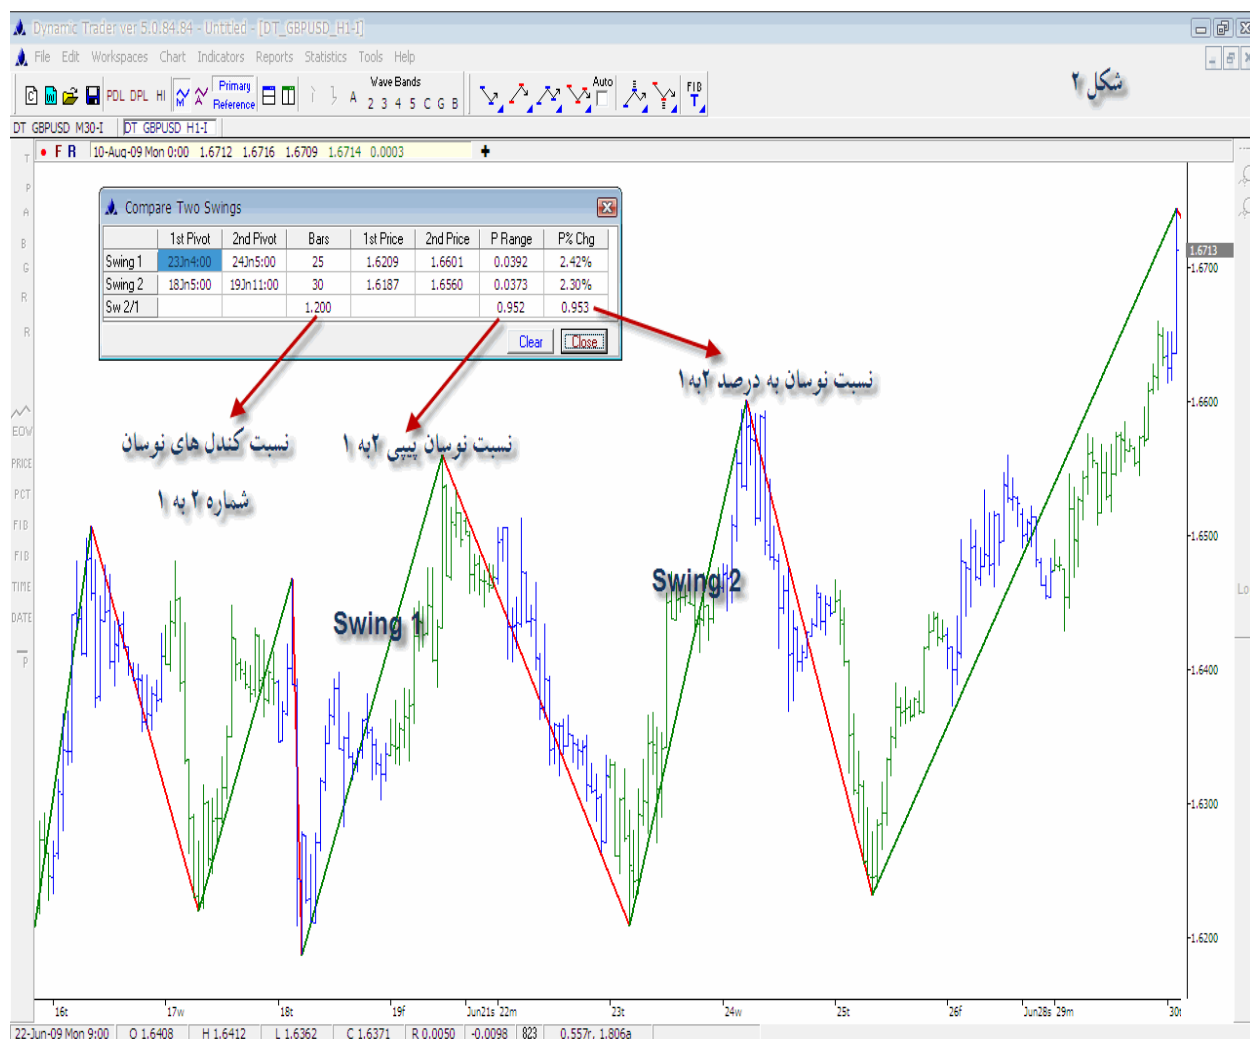 Dynamic Trader ver 5.0.84.84 - Untitled - [DT_GBPUSD_H1-I]
File Edit Workspaces Chart Indicators Reports Statistics Tools Help
شکل ۲
PDL DPL HI M A Primary Reference A Wave Bands 2 3 4 5 C G B Auto FIB T
DT GBPUSD M30-I DT GBPUSD H1-I
F R 10-Aug-09 Mon 0:00 1.6712 1.6716 1.6709 1.6714 0.0003
Compare Two Swings
1st Pivot 2nd Pivot Bars 1st Price 2nd Price P Range P% Chg
Swing 1 23Jn4:00 24Jn5:00 25 1.6209 1.6601 0.0392 2.42%
Swing 2 18Jn5:00 19Jn11:00 30 1.6187 1.6560 0.0373 2.30%
Sw 2/1 1.200 0.952 0.953
Clear Close
نسبت نوسان به درصد ۲به۱
نسبت نوسان پیپی ۲به ۱
نسبت کندل های نوسان
شماره ۲ به ۱
Swing 1
Swing 2
T
P
A
B
G
R
R
EOW
PRICE
PCT
FIB
FIB
TIME
DATE
P
1.6713
1.6700
1.6600
1.6500
1.6400
1.6300
1.6200
Lo
16t 17w 18t 19f Jun21s 22m 23t 24w 25t 26f Jun28s 29m 30t
22-Jun-09 Mon 9:00 O 1.6408 H 1.6412 L 1.6362 C 1.6371 R 0.0050 -0.0098 823 0.557r, 1.806a